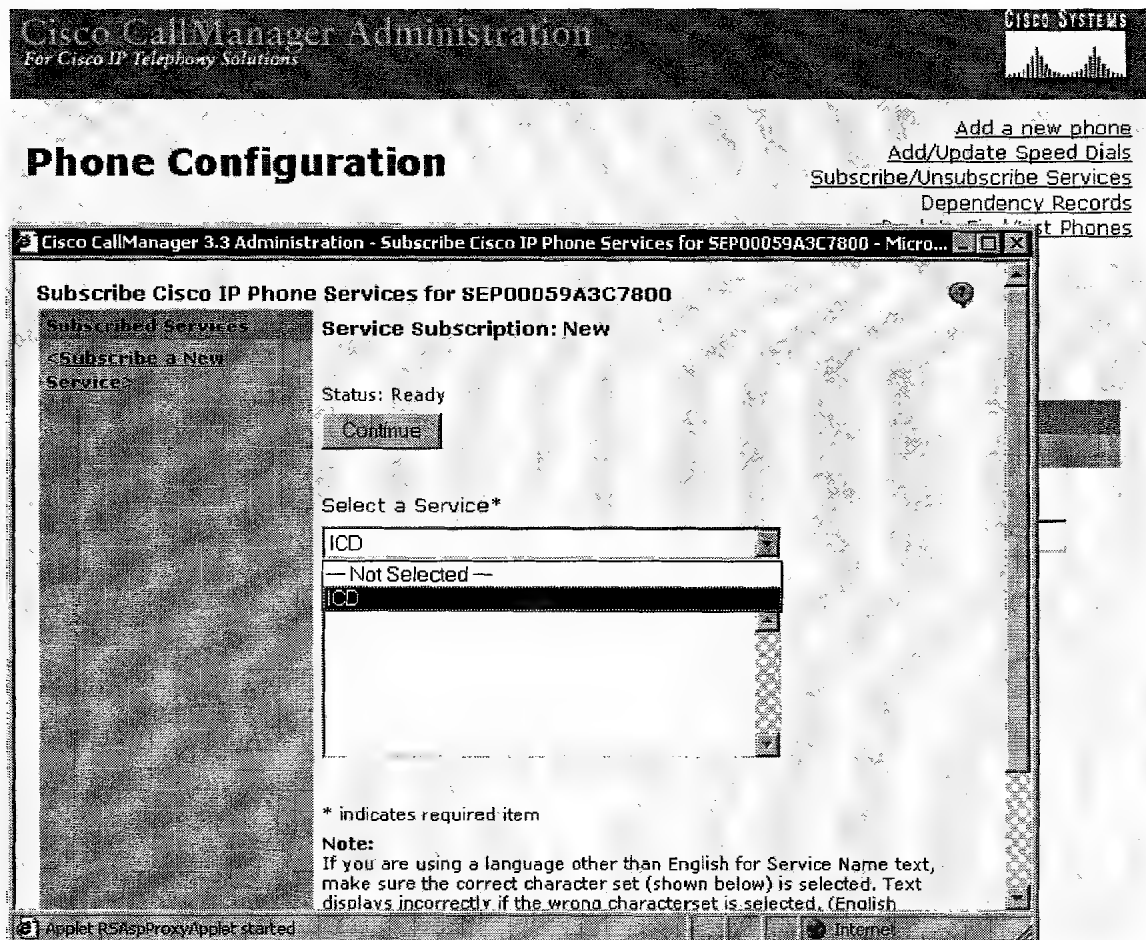 Cisco CallManager Administration
For Cisco IP Telephony Solutions
CISCO SYSTEMS
Phone Configuration
Add a new phone
Add/Update Speed Dials
Subscribe/Unsubscribe Services
Dependency Records
st Phones
Cisco CallManager 3.3 Administration - Subscribe Cisco IP Phone Services for SEP00059A3C7800 - Micro...
Subscribe Cisco IP Phone Services for SEP00059A3C7800
Subscribed Services
<Subscribe a New
Service>
Service Subscription: New
Status: Ready
Continue
Select a Service*
ICD
— Not Selected —
ICD
* indicates required item
Note:
If you are using a language other than English for Service Name text,
make sure the correct character set (shown below) is selected. Text
displays incorrectly if the wrong characterset is selected. (English
Applet RSAspProxyApplet started
Internet